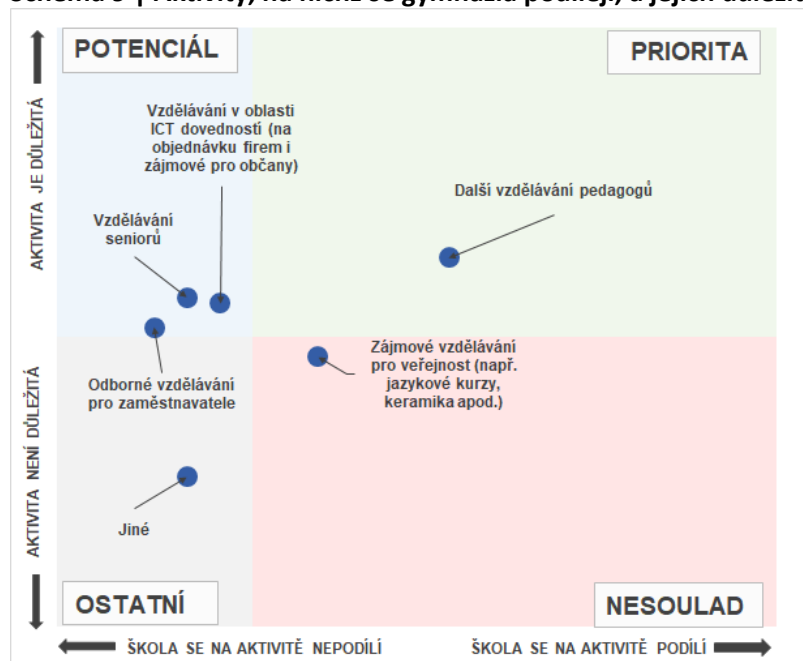 POTENCIÁL
PRIORITA
Vzdělávání v oblasti
ICT dovedností (na
objednávku firem i
zájmové pro občany)
Další vzdělávání pedagogů
Vzdělávání
seniorů
AKTIVITA JE DŮLEŽITÁ
Zájmové vzdělávání
pro veřejnost (např.
jazykové kurzy,
keramika apod.)
Odborné vzdělávání
pro zaměstnavatele
AKTIVITA NENÍ DŮLEŽITÁ
Jiné
OSTATNÍ
NESOULAD
ŠKOLA SE NA AKTIVITĚ NEPODÍLÍ
ŠKOLA SE NA AKTIVITĚ PODÍLÍ